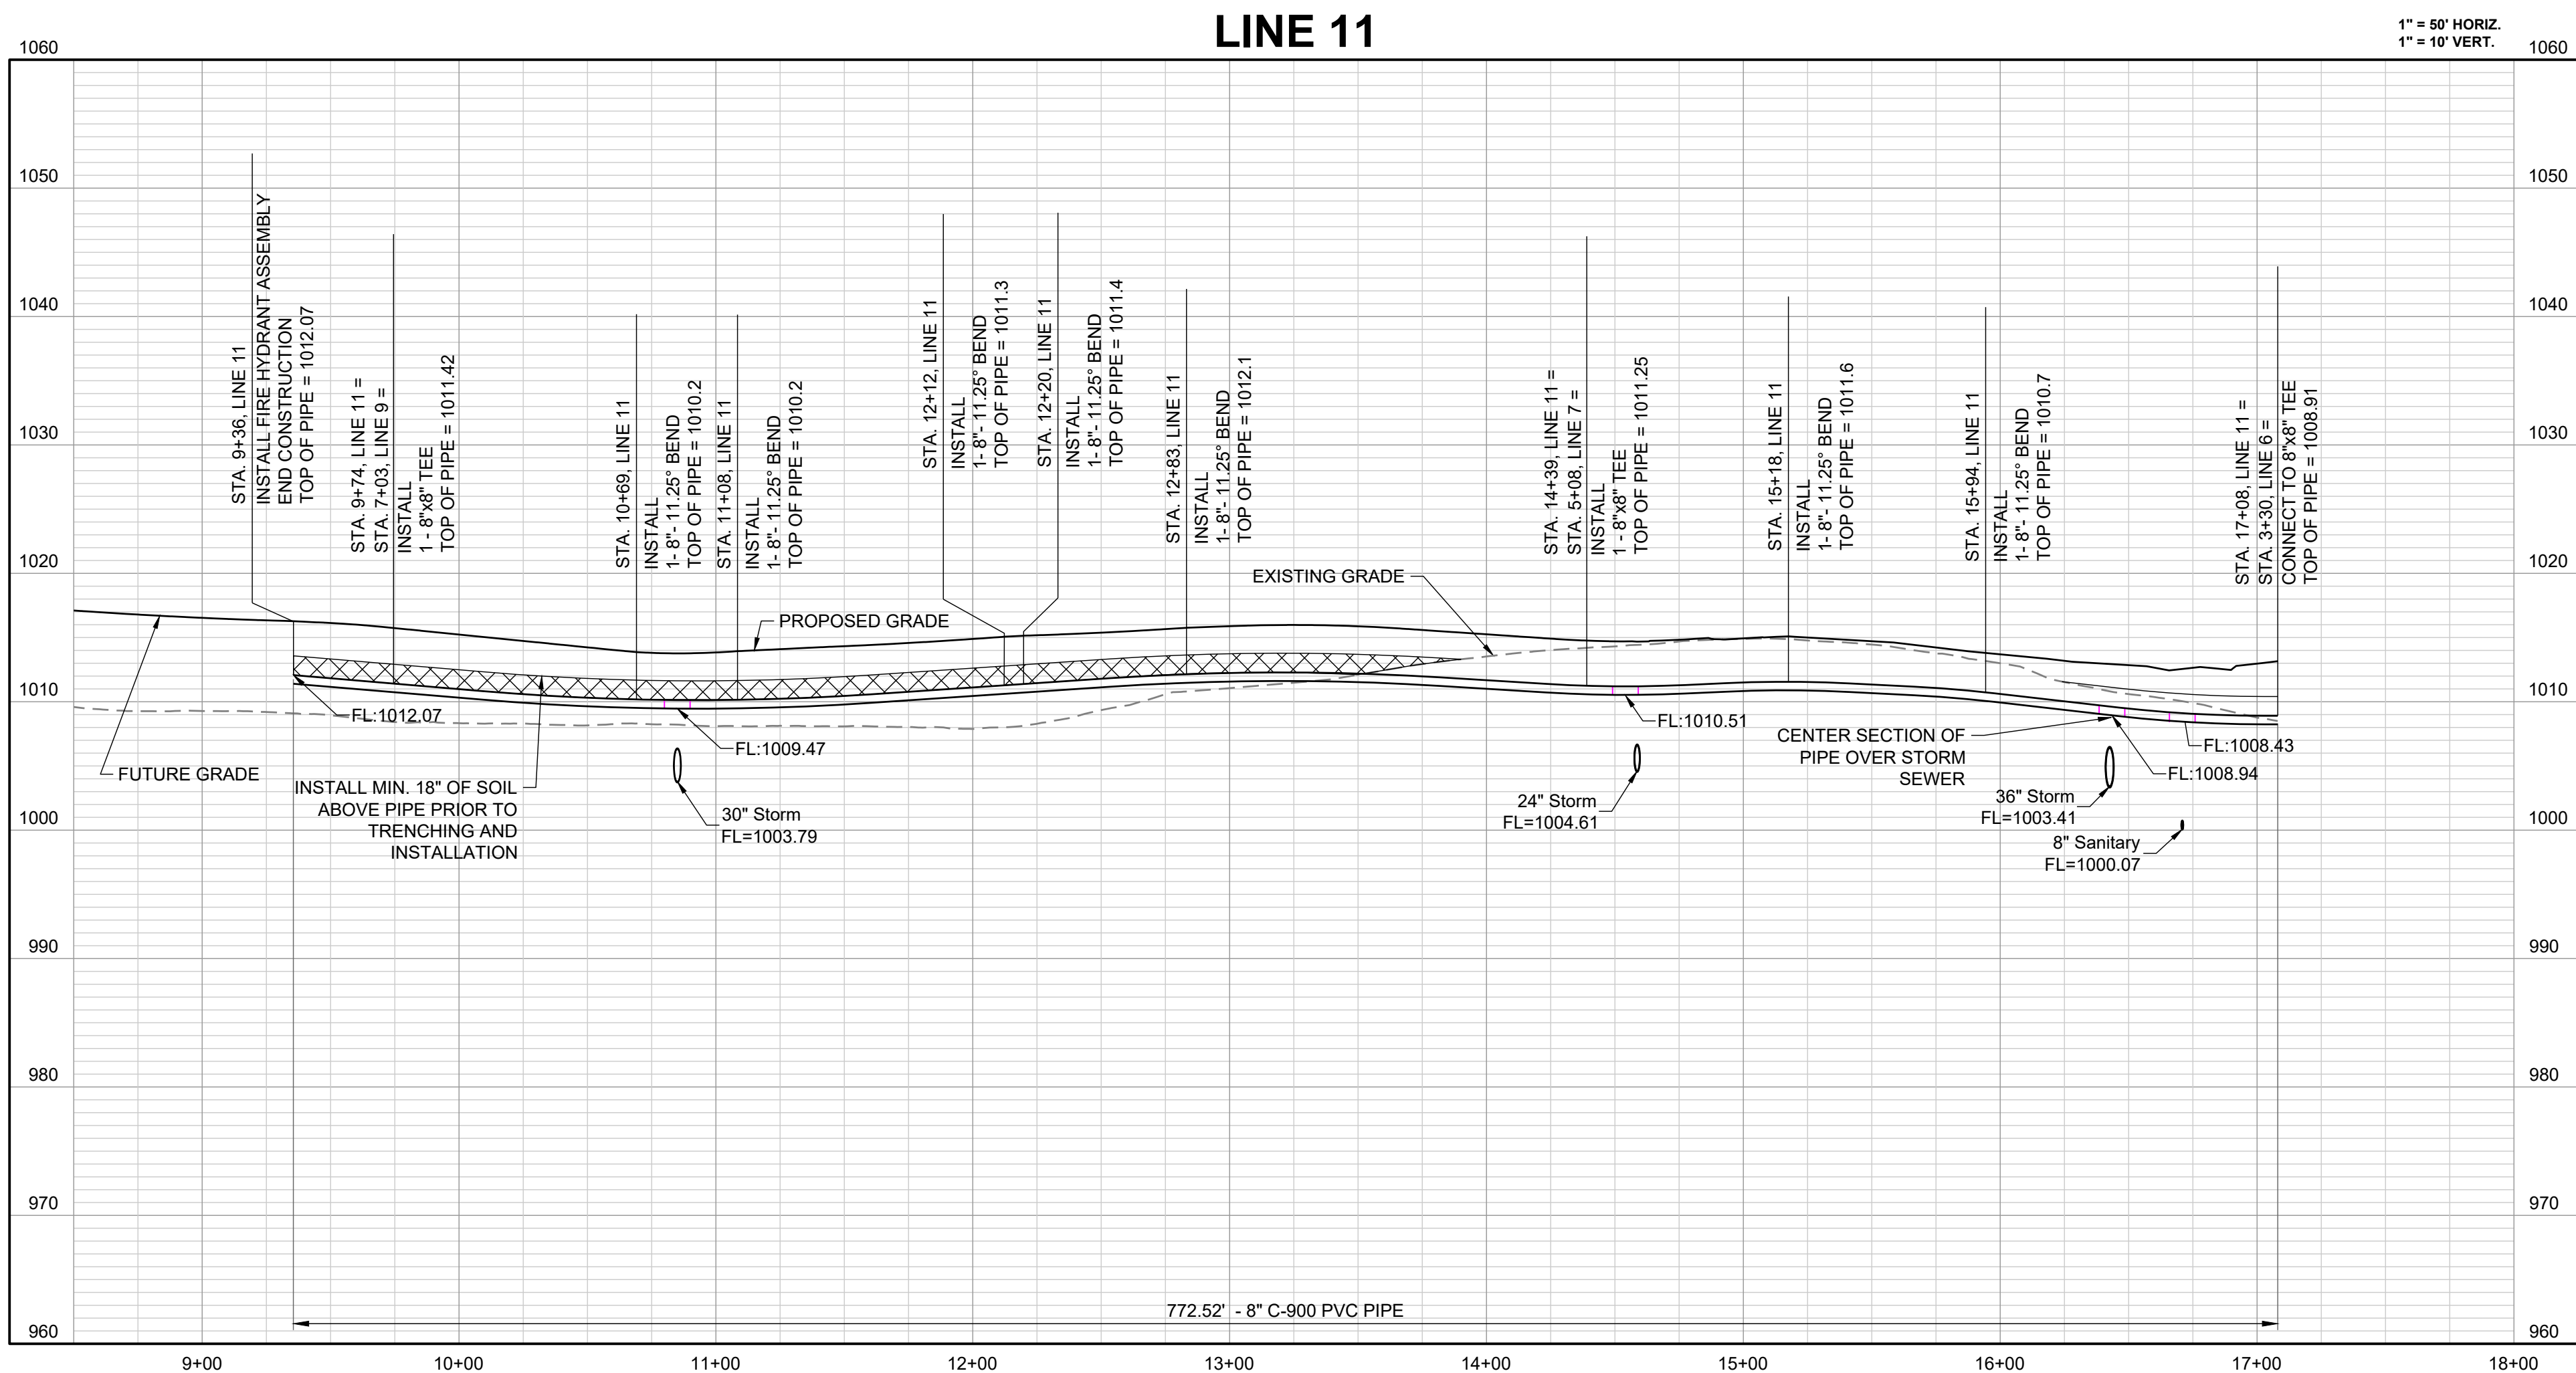 LINE 11
1" = 50' HORIZ.
1" = 10' VERT.
1060
1060
1050
1050
1040
1040
1030
1030
1020
1020
1010
1010
1000
1000
990
990
980
980
970
970
960
960
STA. 9+36, LINE 11
INSTALL FIRE HYDRANT ASSEMBLY
END CONSTRUCTION
TOP OF PIPE = 1012.07
STA. 9+74, LINE 11 =
STA. 7+03, LINE 9 =
INSTALL
1 - 8"x8" TEE
TOP OF PIPE = 1011.42
STA. 10+69, LINE 11
INSTALL
1- 8"- 11.25° BEND
TOP OF PIPE = 1010.2
STA. 11+08, LINE 11
INSTALL
1- 8"- 11.25° BEND
TOP OF PIPE = 1010.2
STA. 12+12, LINE 11
INSTALL
1- 8"- 11.25° BEND
TOP OF PIPE = 1011.3
STA. 12+20, LINE 11
INSTALL
1- 8"- 11.25° BEND
TOP OF PIPE = 1011.4
STA. 12+83, LINE 11
INSTALL
1- 8"- 11.25° BEND
TOP OF PIPE = 1012.1
STA. 14+39, LINE 11 =
STA. 5+08, LINE 7 =
INSTALL
1 - 8"x8" TEE
TOP OF PIPE = 1011.25
STA. 15+18, LINE 11
INSTALL
1- 8"- 11.25° BEND
TOP OF PIPE = 1011.6
STA. 15+94, LINE 11
INSTALL
1- 8"- 11.25° BEND
TOP OF PIPE = 1010.7
STA. 17+08, LINE 11 =
STA. 3+30, LINE 6 =
CONNECT TO 8"x8" TEE
TOP OF PIPE = 1008.91
EXISTING GRADE
PROPOSED GRADE
FUTURE GRADE
FL:1012.07
INSTALL MIN. 18" OF SOIL
ABOVE PIPE PRIOR TO
TRENCHING AND
INSTALLATION
FL:1009.47
30" Storm
FL=1003.79
FL:1010.51
24" Storm
FL=1004.61
CENTER SECTION OF
PIPE OVER STORM
SEWER
FL:1008.43
FL:1008.94
36" Storm
FL=1003.41
8" Sanitary
FL=1000.07
772.52'  - 8" C-900 PVC PIPE
9+00
10+00
11+00
12+00
13+00
14+00
15+00
16+00
17+00
18+00